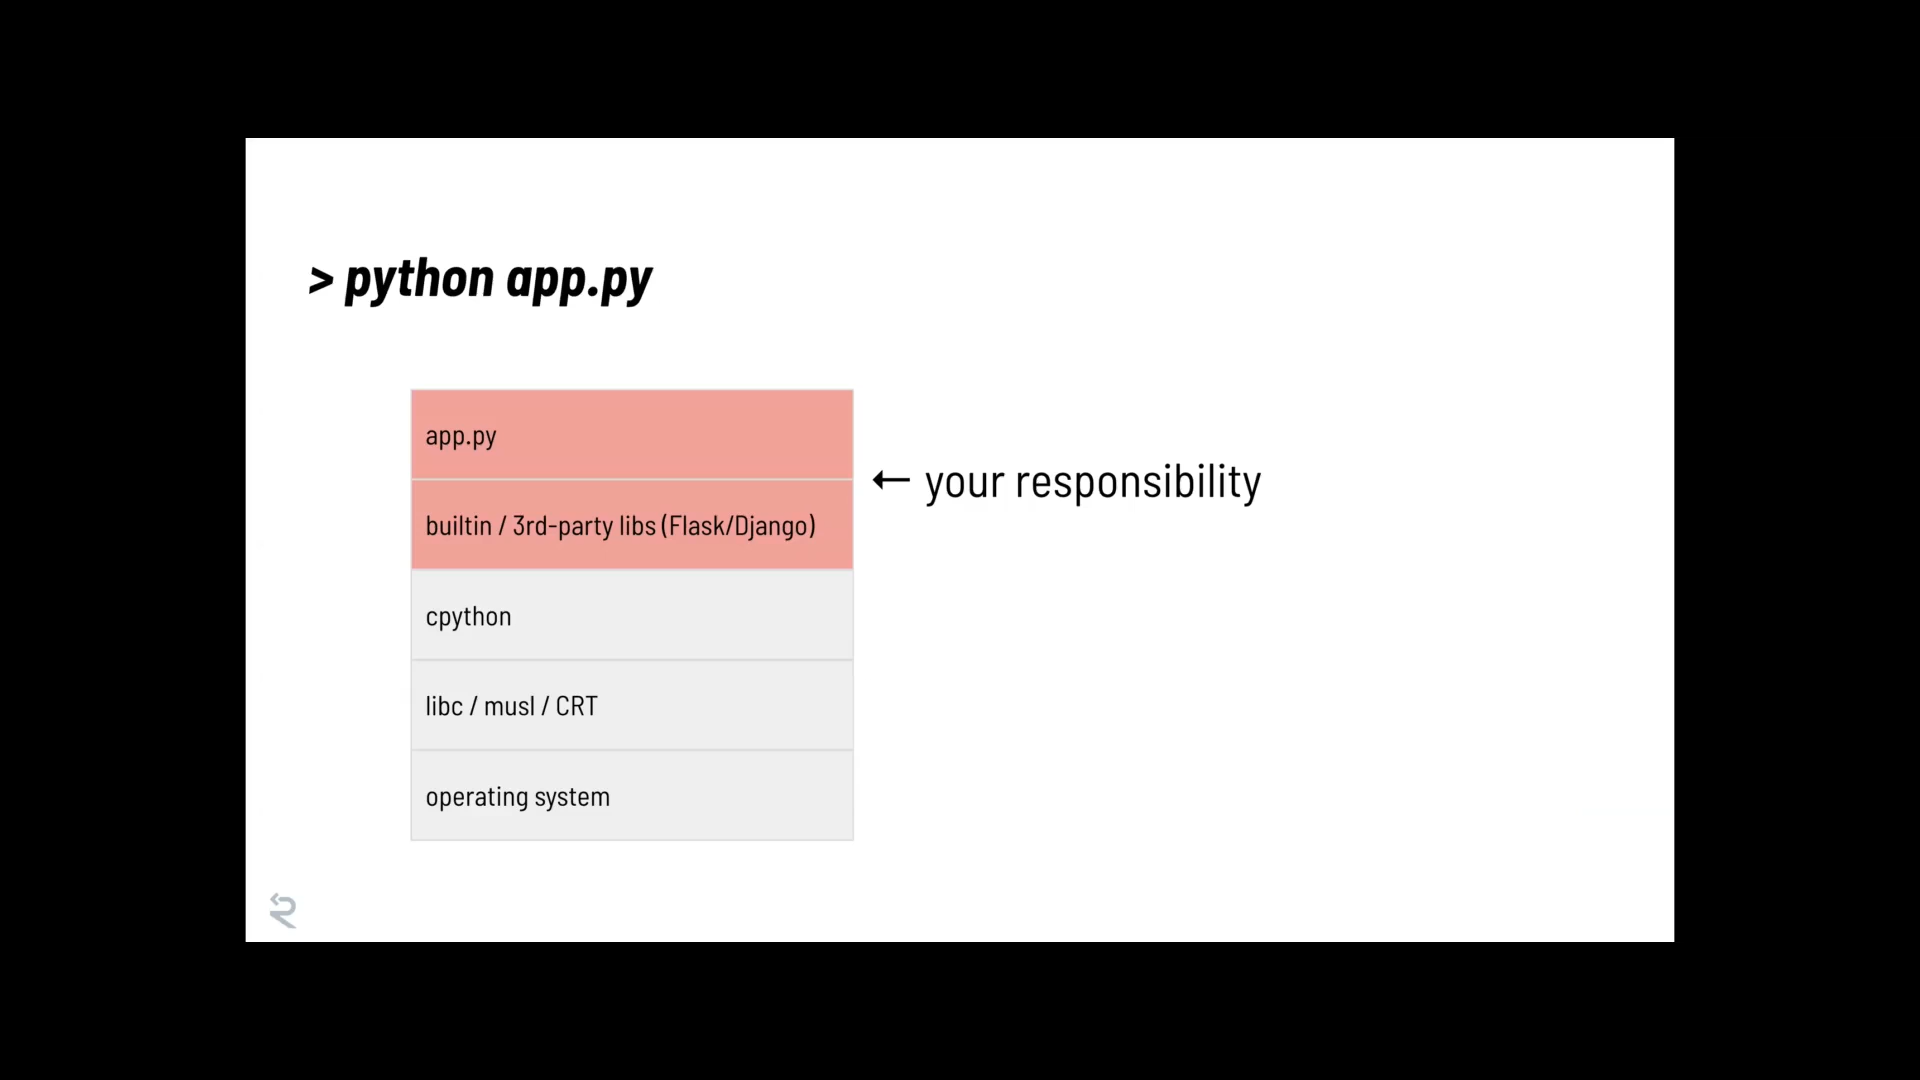 > python app.py
app.py
← your responsibility
builtin / 3rd-party libs (Flask/Django)
cpython
libc / musl / CRT
operating system